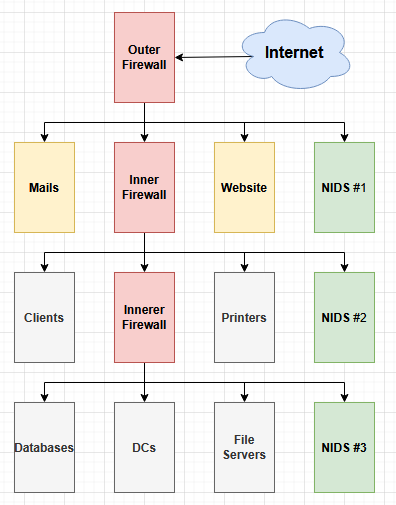 Outer
Firewall
Internet
Mails
Inner
Firewall
Website
NIDS #1
Clients
Innerer
Firewall
Printers
NIDS #2
Databases
DCs
File
Servers
NIDS #3